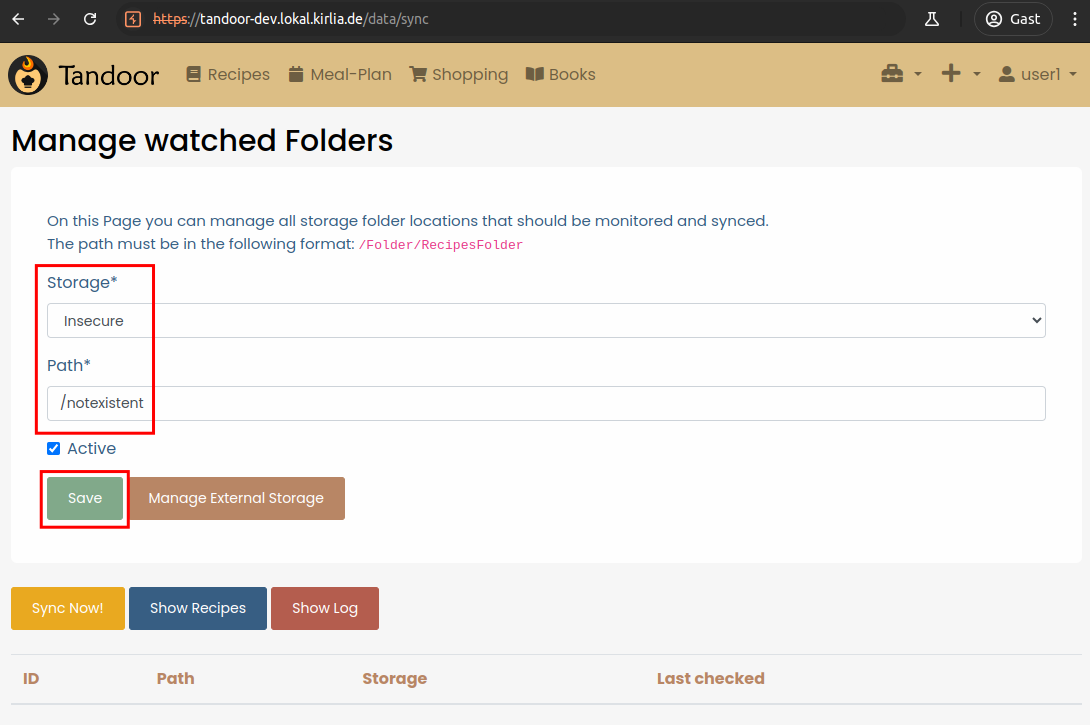 https://tandoor-dev.lokal.kirlia.de/data/sync Gast
Tandoor Recipes Meal-Plan Shopping Books user1
Manage watched Folders
On this Page you can manage all storage folder locations that should be monitored and synced.
The path must be in the following format: /Folder/RecipesFolder
Storage*
Insecure
Path*
/notexistent
Active
Save Manage External Storage
Sync Now! Show Recipes Show Log
ID Path Storage Last checked